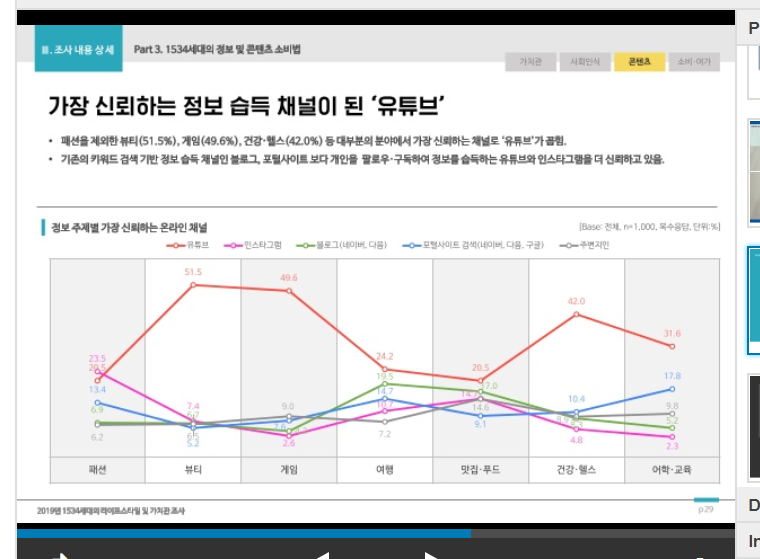 Ⅲ. 조사 내용 상세
Part 3. 1534세대의 정보 및 콘텐츠 소비법
가치관 사회인식 콘텐츠 소비·여가
가장 신뢰하는 정보 습득 채널이 된 ‘유튜브’
• 패션을 제외한 뷰티(51.5%), 게임(49.6%), 건강·헬스(42.0%) 등 대부분의 분야에서 가장 신뢰하는 채널로 ‘유튜브’가 꼽힘.
• 기존의 키워드 검색 기반 정보 습득 채널인 블로그, 포털사이트 보다 개인을 팔로우·구독하여 정보를 습득하는 유튜브와 인스타그램을 더 신뢰하고 있음.
정보 주제별 가장 신뢰하는 온라인 채널
[Base: 전체, n=1,000, 복수응답, 단위:%]
유튜브 인스타그램 블로그(네이버, 다음) 포털사이트 검색(네이버, 다음, 구글) 주변지인
51.5 49.6 42.0
31.6
23.5 24.2 20.5
20.5 19.5 17.0 17.8
13.4 14.7 10.4
6.9 7.4 9.0 10.7 14.6 9.8
6.2 5.2 2.6 7.2 9.1 4.8 5.2
2.3
패션 뷰티 게임 여행 맛집·푸드 건강·헬스 어학·교육
2019년 1534세대의 라이프스타일 및 가치관 조사
p.29
P
D
In